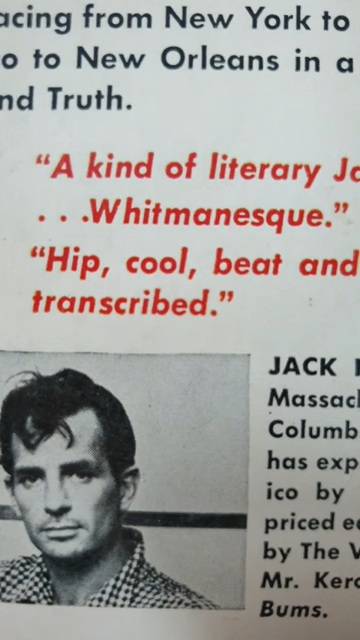 acing from New York to
o to New Orleans in a
nd Truth.
“A kind of literary Ja
. . .Whitmanesque.”
“Hip, cool, beat and
transcribed.”
JACK
Massach
Columb
has exp
ico by
priced e
by The V
Mr. Kero
Bums.